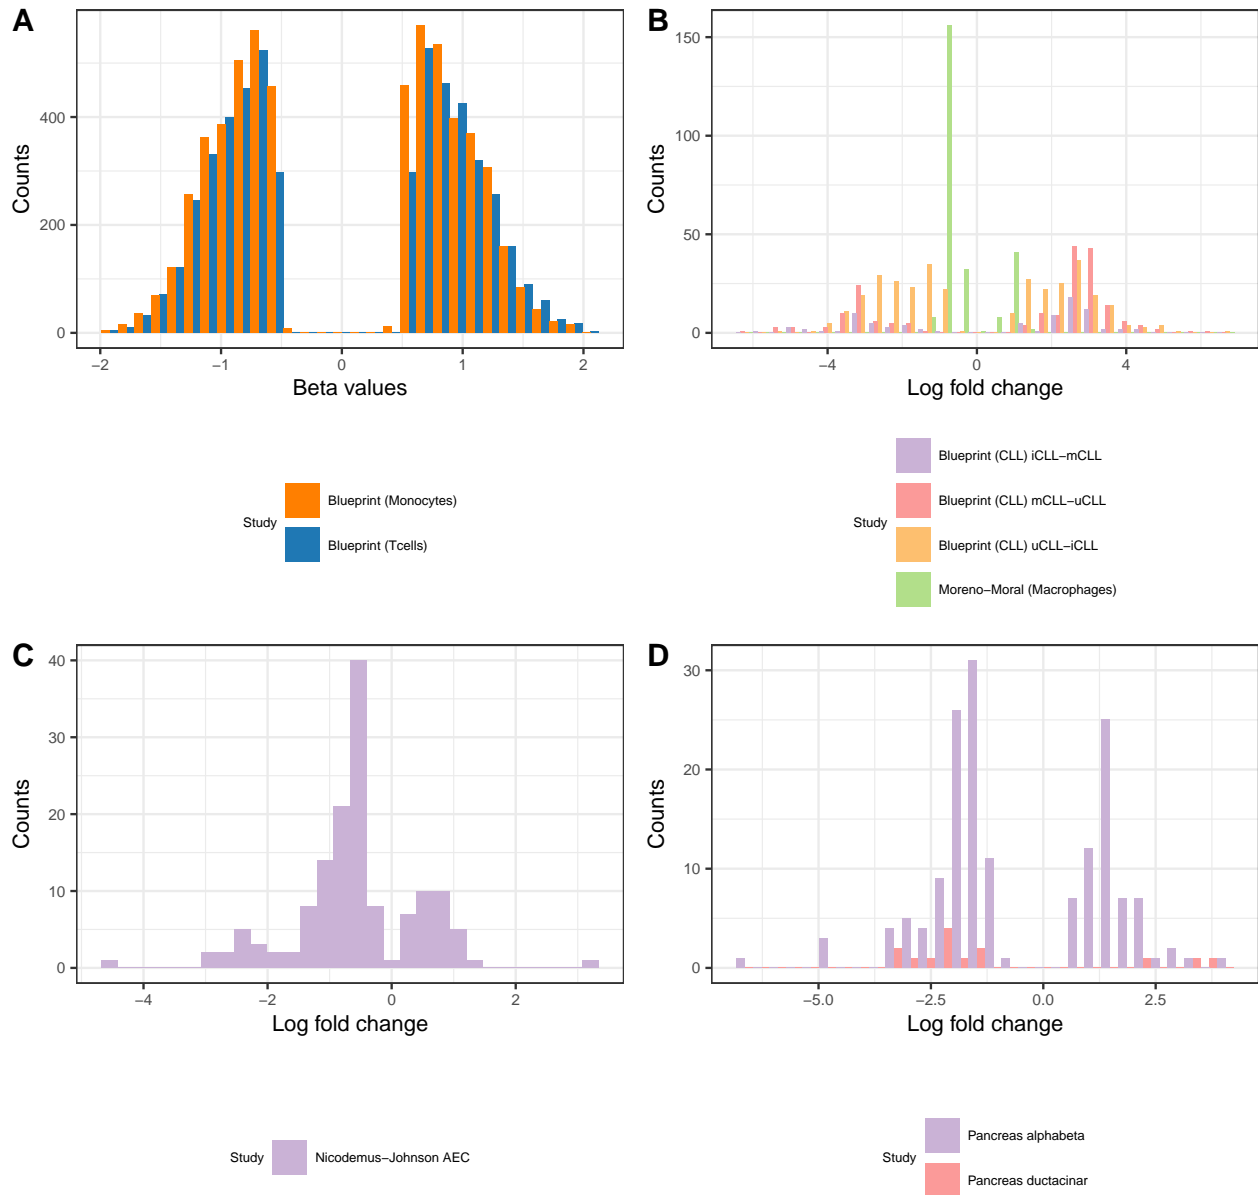 A
Counts
400
200
0
−2
−1
0
1
2
Beta values
Study
Blueprint (Monocytes)
Blueprint (Tcells)
B
Counts
150
100
50
0
−4
0
4
Log fold change
Study
Blueprint (CLL) iCLL−mCLL
Blueprint (CLL) mCLL−uCLL
Blueprint (CLL) uCLL−iCLL
Moreno−Moral (Macrophages)
C
Counts
40
30
20
10
0
−4
−2
0
2
Log fold change
Study
Nicodemus−Johnson AEC
D
Counts
30
20
10
0
−5.0
−2.5
0.0
2.5
Log fold change
Study
Pancreas alphabeta
Pancreas ductacinar